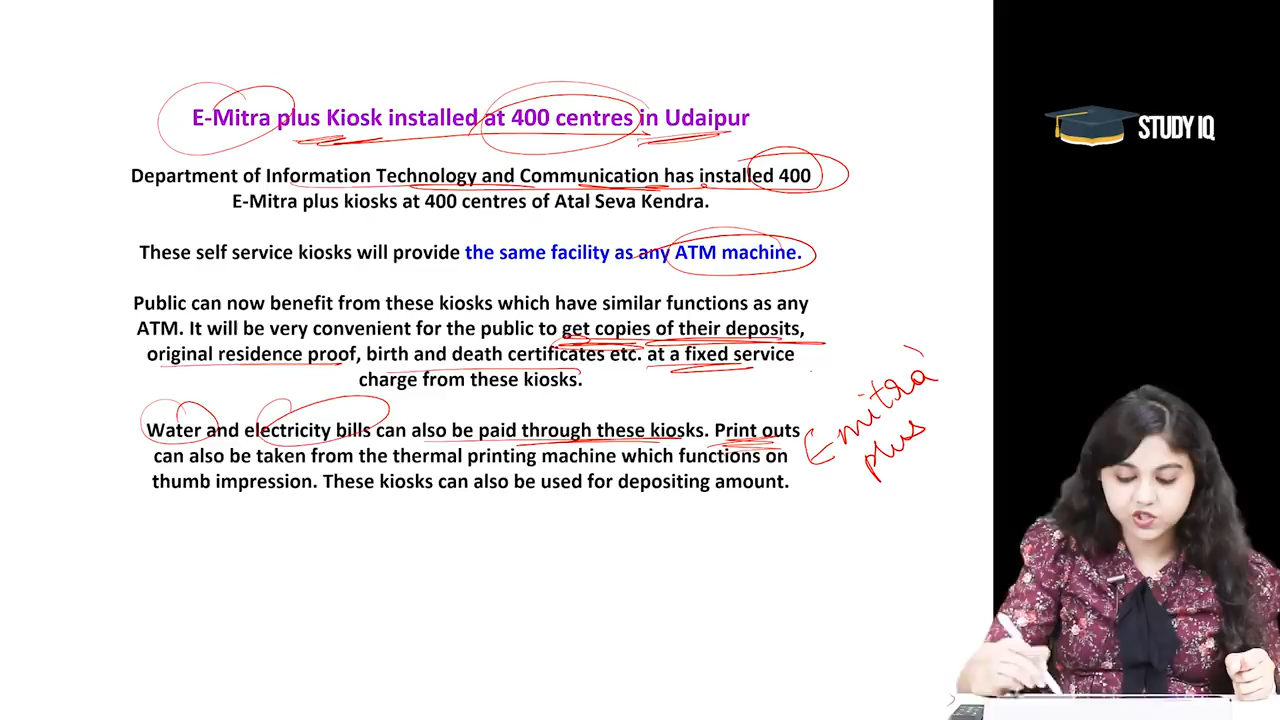 E-Mitra plus Kiosk installed at 400 centres in Udaipur
Department of Information Technology and Communication has installed 400
E-Mitra plus kiosks at 400 centres of Atal Seva Kendra.
These self service kiosks will provide the same facility as any ATM machine.
Public can now benefit from these kiosks which have similar functions as any
ATM. It will be very convenient for the public to get copies of their deposits,
original residence proof, birth and death certificates etc. at a fixed service
charge from these kiosks.
Water and electricity bills can also be paid through these kiosks. Print outs
can also be taken from the thermal printing machine which functions on
thumb impression. These kiosks can also be used for depositing amount.
Emitra
plus
STUDY IQ